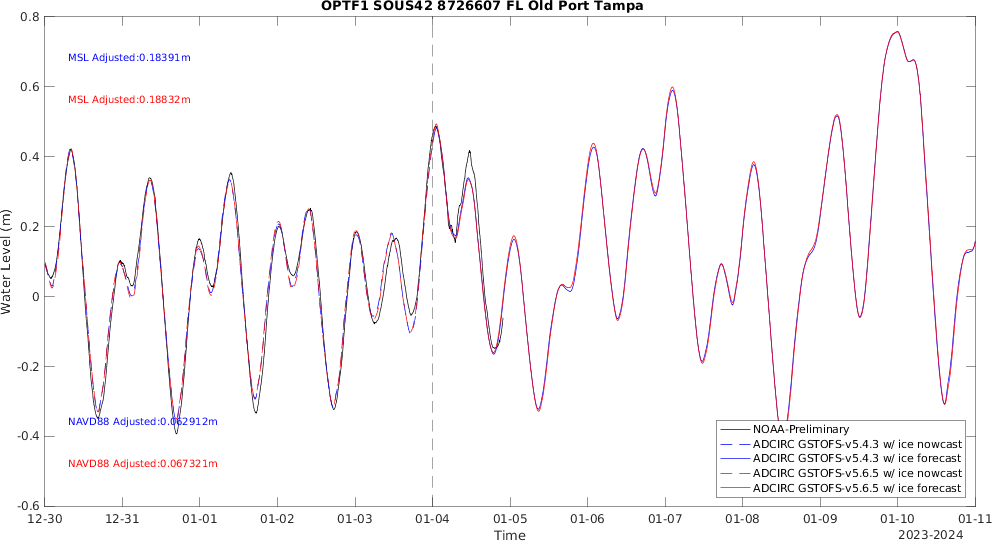 OPTF1 SOUS42 8726607 FL Old Port Tampa
0.8
0.6
0.4
0.2
0
-0.2
-0.4
-0.6
Water Level (m)
MSL Adjusted:0.18391m
MSL Adjusted:0.18832m
NAVD88 Adjusted:0.062912m
NAVD88 Adjusted:0.067321m
NOAA-Preliminary
ADCIRC GSTOFS-v5.4.3 w/ ice nowcast
ADCIRC GSTOFS-v5.4.3 w/ ice forecast
ADCIRC GSTOFS-v5.6.5 w/ ice nowcast
ADCIRC GSTOFS-v5.6.5 w/ ice forecast
12-30 12-31 01-01 01-02 01-03 01-04 01-05 01-06 01-07 01-08 01-09 01-10 01-11
Time
2023-2024